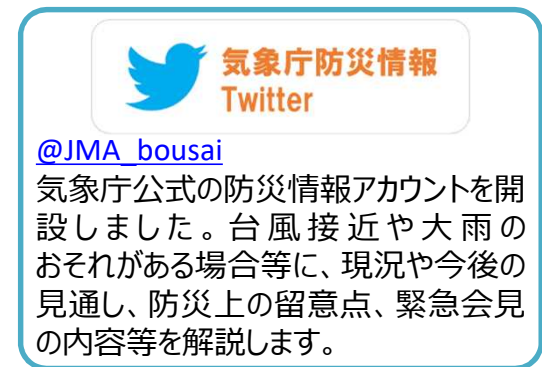 気象庁防災情報
Twitter
@JMA_bousai
気象庁公式の防災情報アカウントを開
設しました。台風接近や大雨の
おそれがある場合等に、現況や今後の
見通し、防災上の留意点、緊急会見
の内容等を解説します。